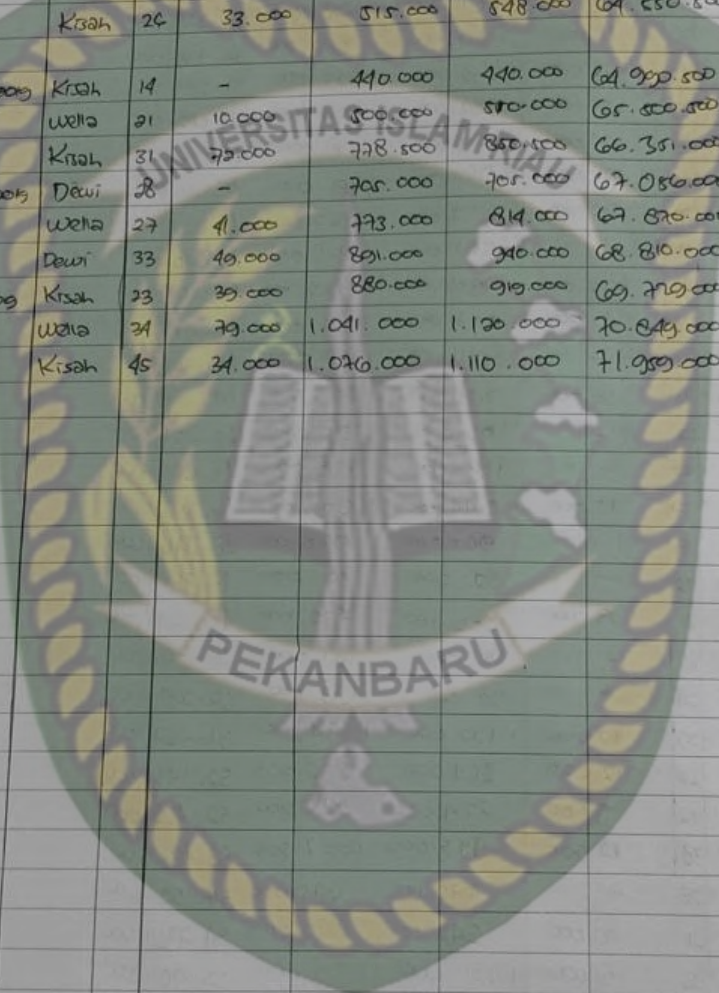 Kisah 26 33.000 515.000 548.000
Kisah 14 - 440.000 440.000 64.990.500
Wella 21 10.000 500.000 510.000 65.500.500
UNIVERSITAS ISLAM RIAU
Kisah 31 72.000 778.500 850.500 66.351.00
Dewi 28 - 705.000 705.000 67.056.00
Wella 27 41.000 773.000 814.000 67.870.00
Dewi 33 49.000 891.000 940.000 68.810.000
Kisah 23 39.000 880.000 919.000 69.729.000
Wella 34 79.000 1.041.000 1.120.000 70.849.000
Kisah 45 34.000 1.076.000 1.110.000 71.959.000
PEKANBARU